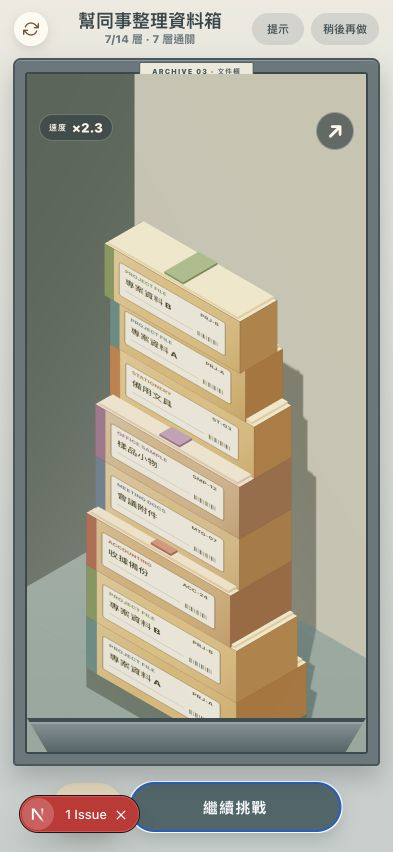 幫同事整理資料箱
7/14 層 · 7 層通關
提示
稍後再做
ARCHIVE 03 · 文件櫃
速度 ×2.3
PROJECT FILE
PRJ-B
專案資料 B
PROJECT FILE
PRJ-A
專案資料 A
STATIONERY
ST-03
備用文具
OFFICE SAMPLE
SMP-12
樣品小物
MEETING DOCS
MTG-07
會議附件
ACCOUNTING
ACC-24
收據備份
PROJECT FILE
PRJ-B
專案資料 B
PROJECT FILE
PRJ-A
專案資料 A
繼續挑戰
N 1 Issue